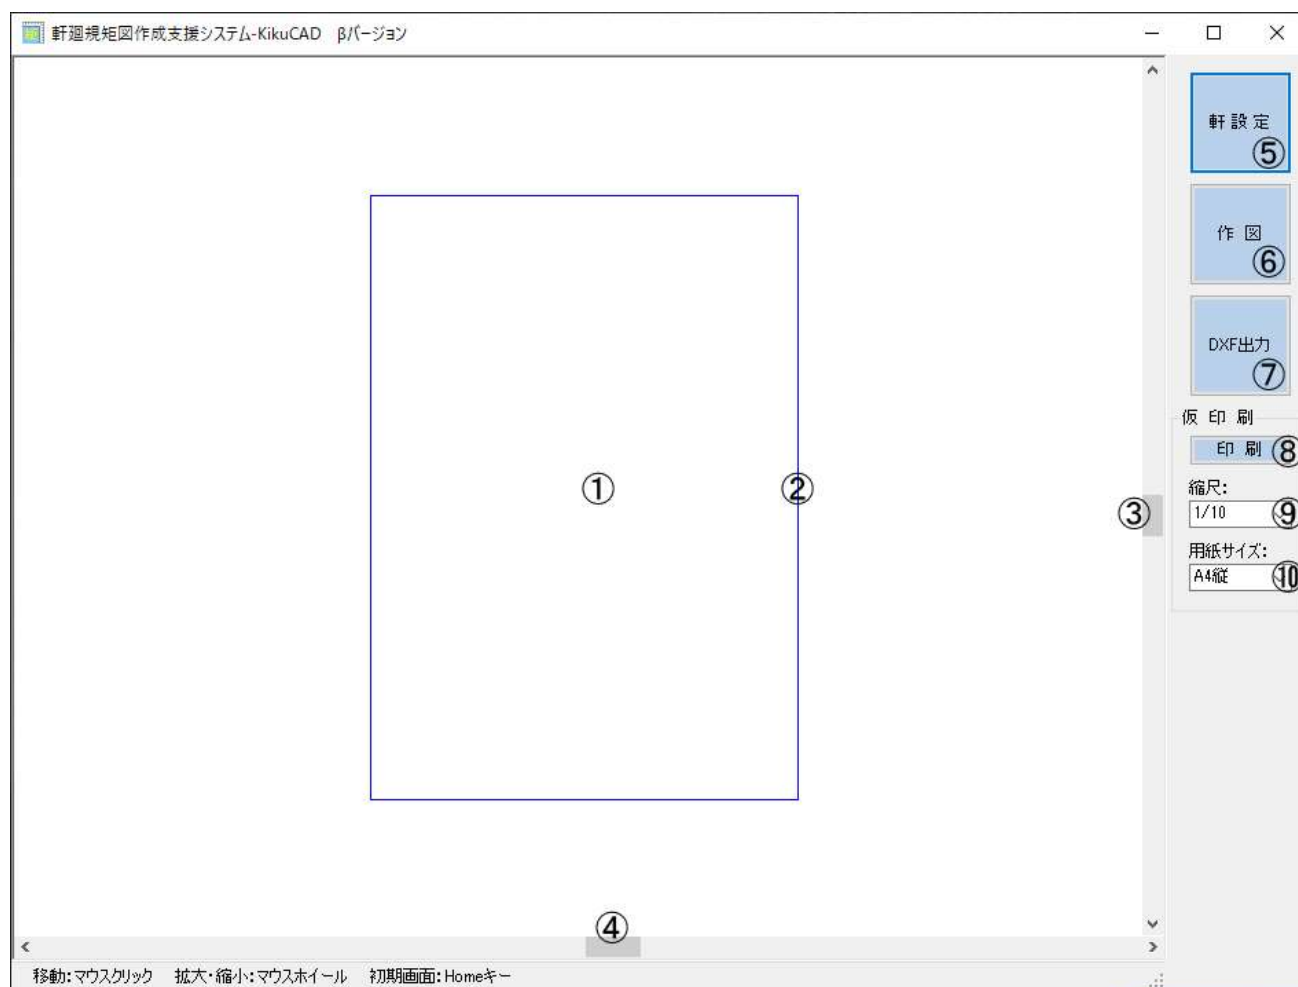 軒廻規矩図作成支援システム-KikuCAD βバージョン
軒 設 定
⑤
作 図
⑥
DXF出力
⑦
仮 印 刷
印 刷 ⑧
縮尺:
1/10 ⑨
用紙サイズ:
A4縦 ⑩
①
②
③
④
移動:マウスクリック 拡大・縮小:マウスホイール 初期画面:Homeキー